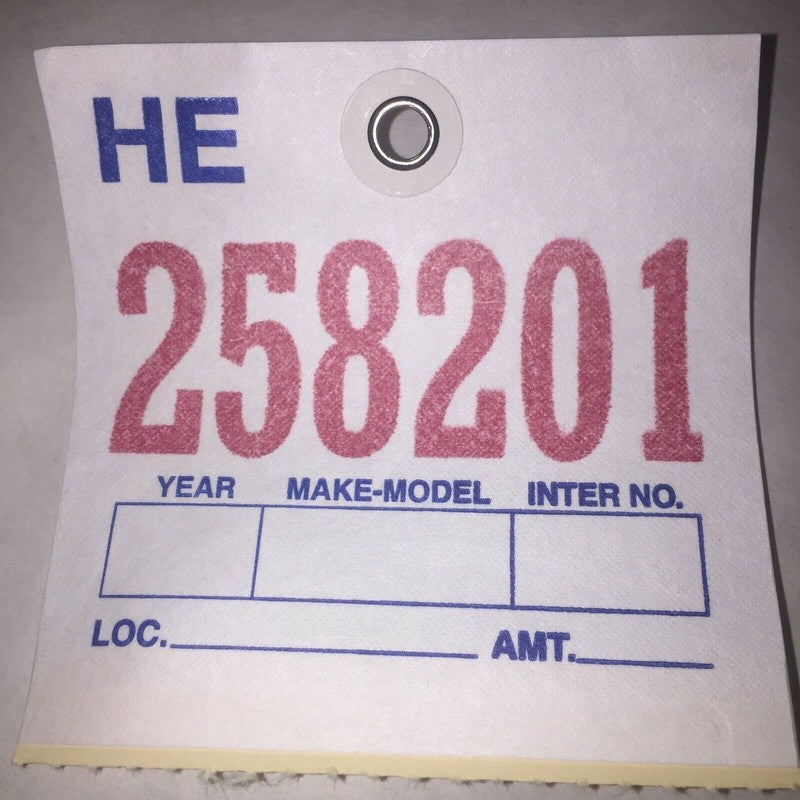 HE
258201
YEAR MAKE-MODEL INTER NO.
LOC. AMT.